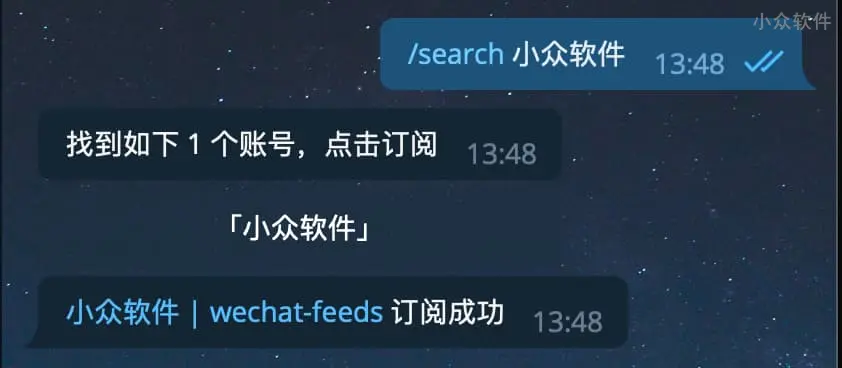 小众软件
/search 小众软件 13:48
找到如下 1 个账号，点击订阅 13:48
「小众软件」
小众软件 | wechat-feeds 订阅成功 13:48